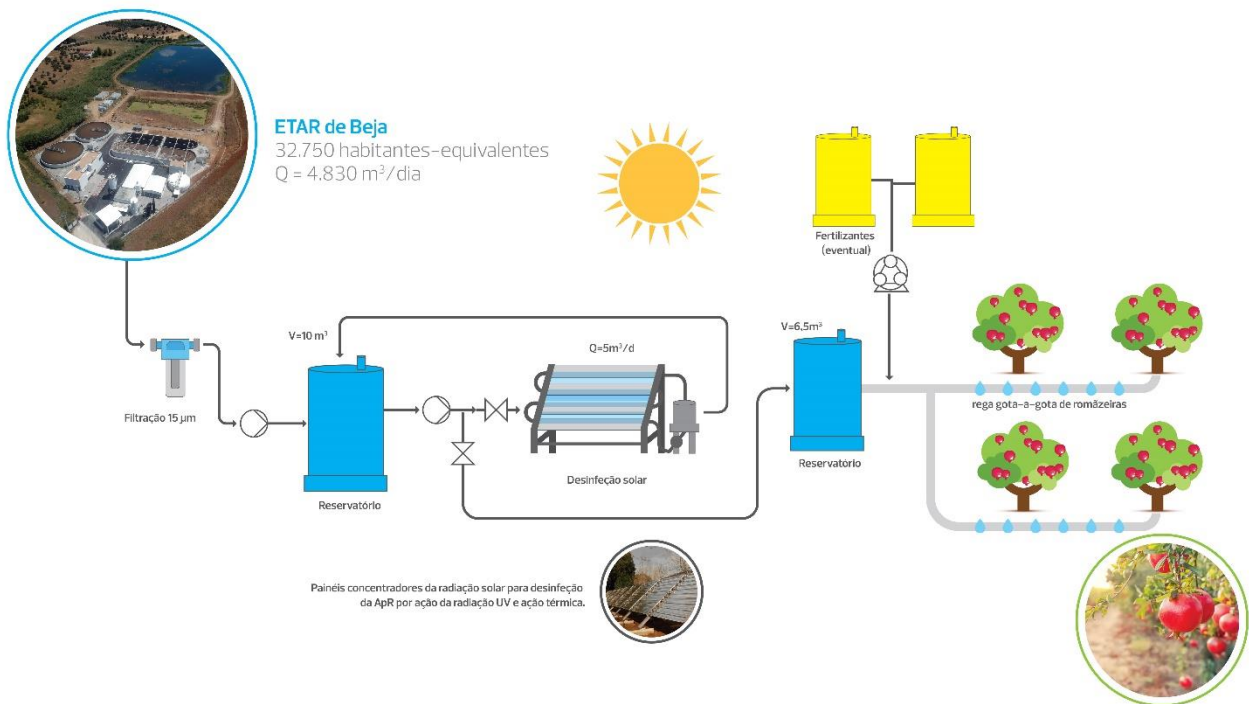 ETAR de Beja
32.750 habitantes-equivalentes
Q = 4.830 m³/dia
Fertilizantes
(eventual)
V=10 m³
Q=5m³/d
V=6,5m³
Filtração 15 µm
rega gota-a-gota de romãzeiras
Reservatório
Desinfeção solar
Reservatório
Painéis concentradores da radiação solar para desinfeção
da ApR por ação da radiação UV e ação térmica.